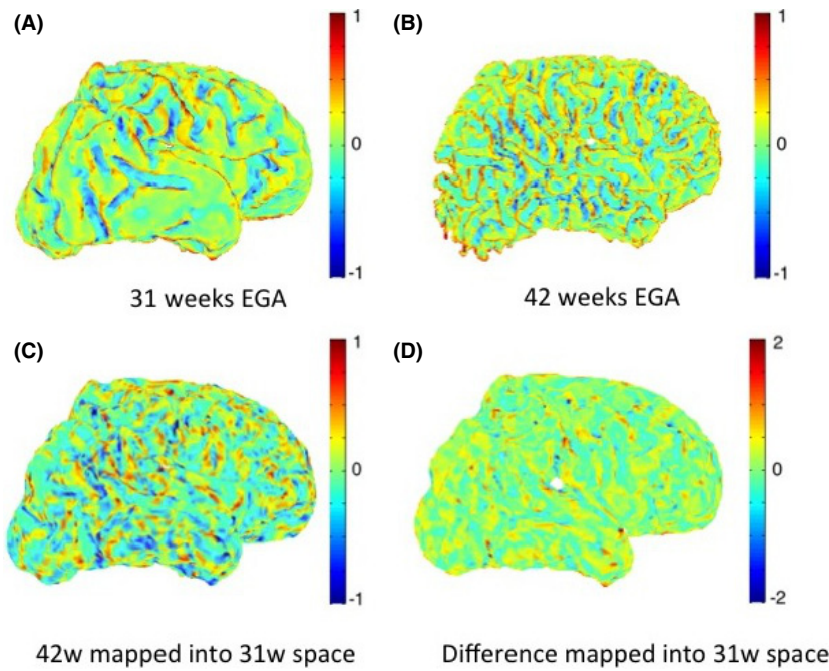 (A)
1
0
-1
31 weeks EGA
(B)
1
0
-1
42 weeks EGA
(C)
1
0
-1
42w mapped into 31w space
(D)
2
0
-2
Difference mapped into 31w space